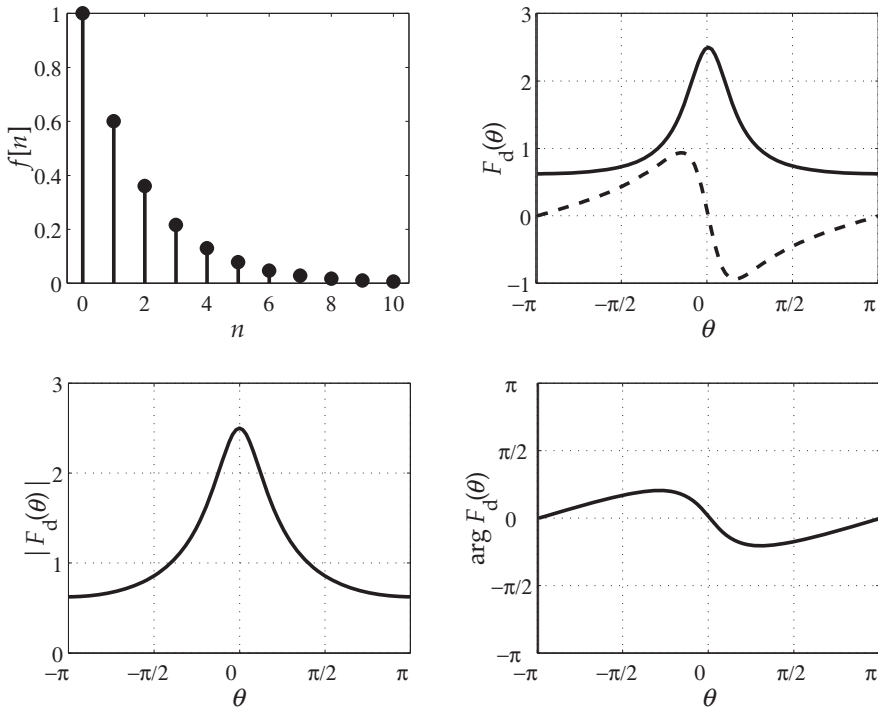 1
0.8
0.6
0.4
0.2
0
f[n]
0 2 4 6 8 10
n
3
2
1
0
−1
F_d(θ)
−π −π/2 0 π/2 π
θ
3
2
1
0
|F_d(θ)|
−π −π/2 0 π/2 π
θ
π
π/2
0
−π/2
−π
arg F_d(θ)
−π −π/2 0 π/2 π
θ